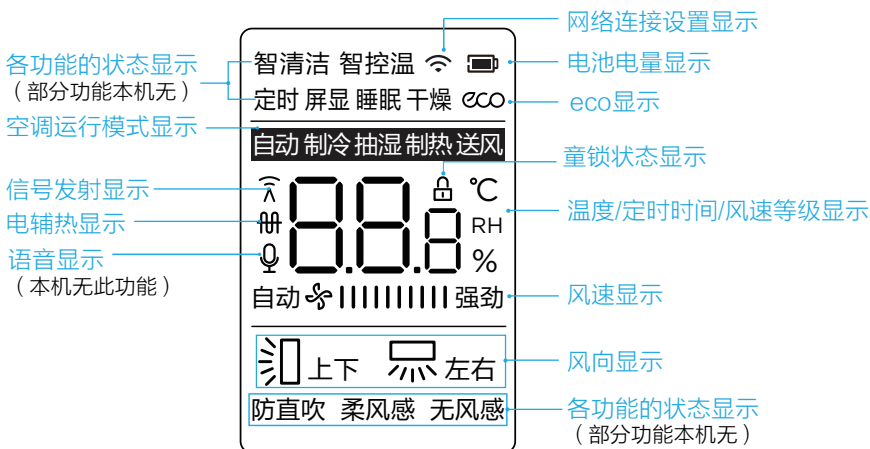 网络连接设置显示
各功能的状态显示
（部分功能本机无）
智清洁 智控温
电池电量显示
定时 屏显 睡眠 干燥 eco
eco显示
空调运行模式显示
自动 制冷 抽湿 制热 送风
童锁状态显示
信号发射显示
电辅热显示
语音显示
（本机无此功能）
88.8
℃
RH
%
温度/定时时间/风速等级显示
自动 强劲
风速显示
上下 左右
风向显示
防直吹 柔风感 无风感
各功能的状态显示
（部分功能本机无）